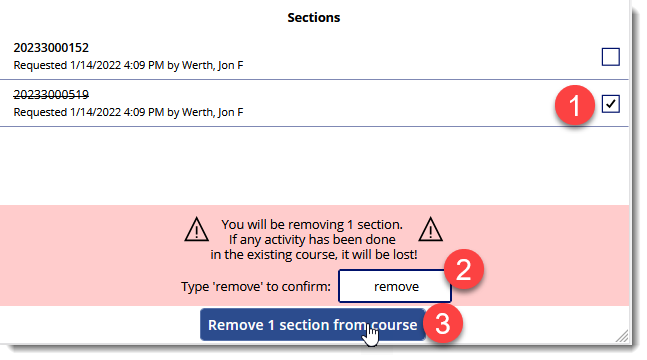 Sections
20233000152
Requested 1/14/2022 4:09 PM by Werth, Jon F
20233000519
Requested 1/14/2022 4:09 PM by Werth, Jon F
1
You will be removing 1 section.
If any activity has been done
in the existing course, it will be lost!
2
Type 'remove' to confirm: remove
Remove 1 section from course
3